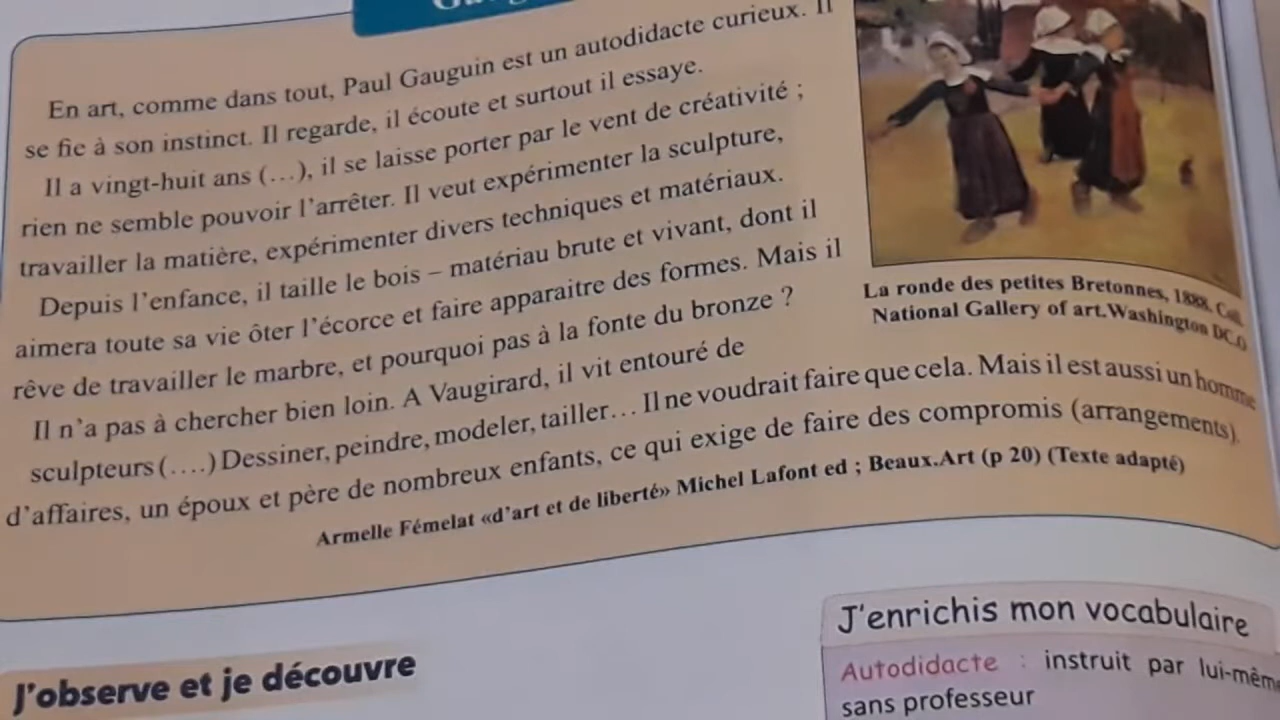 En art, comme dans tout, Paul Gauguin est un autodidacte curieux. Il
se fie à son instinct. Il regarde, il écoute et surtout il essaye.
Il a vingt-huit ans (...), il se laisse porter par le vent de créativité ;
rien ne semble pouvoir l'arrêter. Il veut expérimenter la sculpture,
travailler la matière, expérimenter divers techniques et matériaux.
Depuis l'enfance, il taille le bois – matériau brute et vivant, dont il
aimera toute sa vie ôter l'écorce et faire apparaitre des formes. Mais il
rêve de travailler le marbre, et pourquoi pas à la fonte du bronze ?
Il n'a pas à chercher bien loin. A Vaugirard, il vit entouré de
sculpteurs (....) Dessiner, peindre, modeler, tailler... Il ne voudrait faire que cela. Mais il est aussi un homme
d'affaires, un époux et père de nombreux enfants, ce qui exige de faire des compromis (arrangements).
Armelle Fémelat «d'art et de liberté» Michel Lafont ed ; Beaux.Art (p 20) (Texte adapté)
La ronde des petites Bretonnes, 1888. Coll.
National Gallery of art.Washington DC.
J'observe et je découvre
J'enrichis mon vocabulaire
Autodidacte : instruit par lui-même
sans professeur